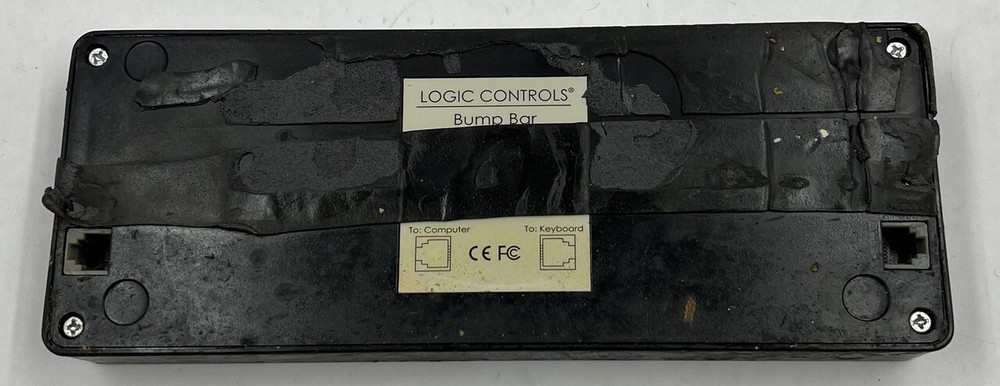 LOGIC CONTROLS®
Bump Bar
To: Computer To: Keyboard
CE FC